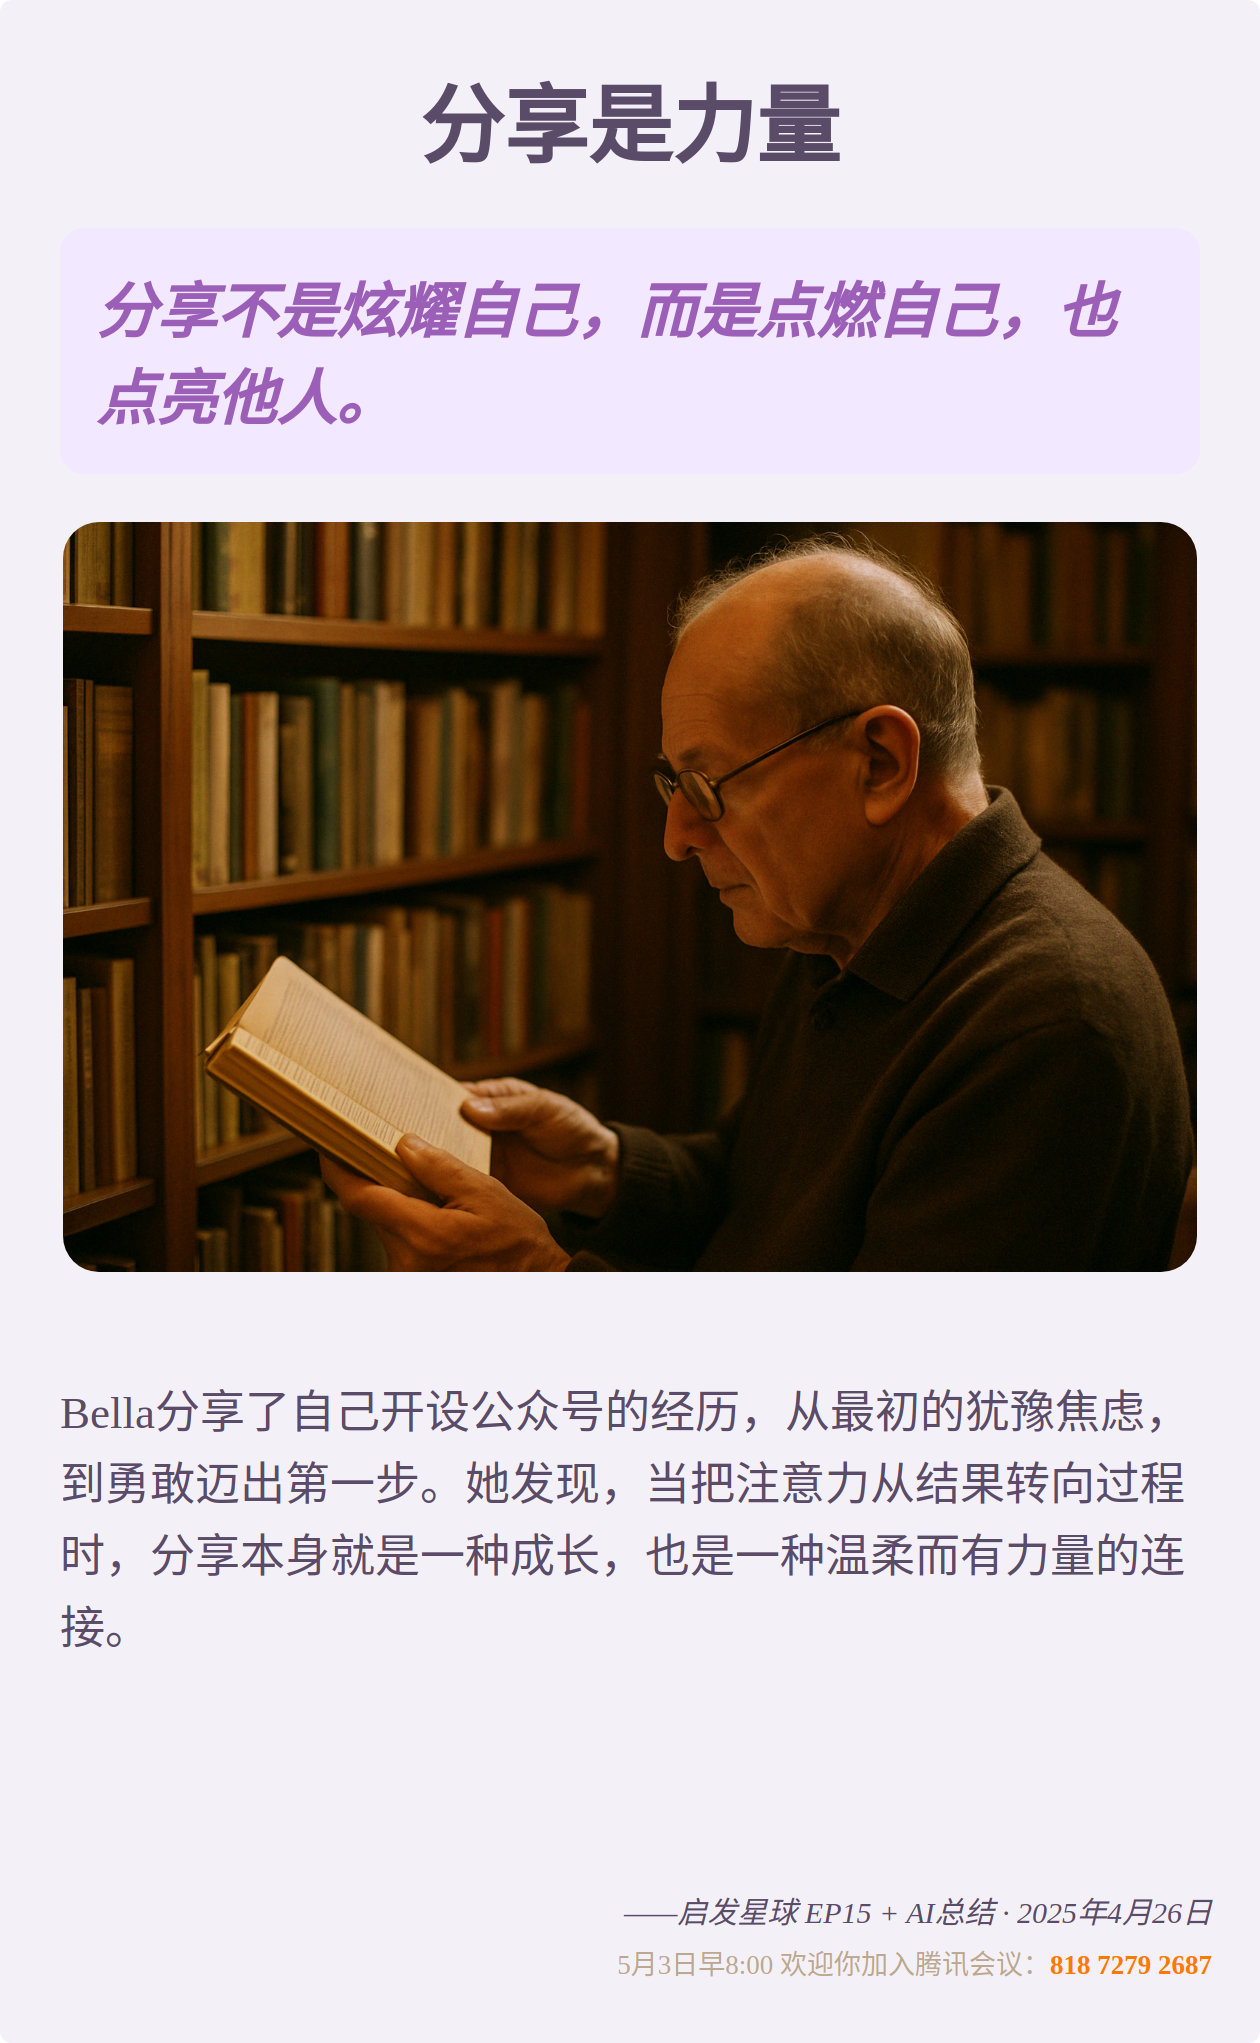 分享是力量
分享不是炫耀自己，而是点燃自己，也
点亮他人。
Bella分享了自己开设公众号的经历，从最初的犹豫焦虑，
到勇敢迈出第一步。她发现，当把注意力从结果转向过程
时，分享本身就是一种成长，也是一种温柔而有力量的连
接。
——启发星球 EP15 + AI总结 · 2025年4月26日
5月3日早8:00 欢迎你加入腾讯会议：818 7279 2687